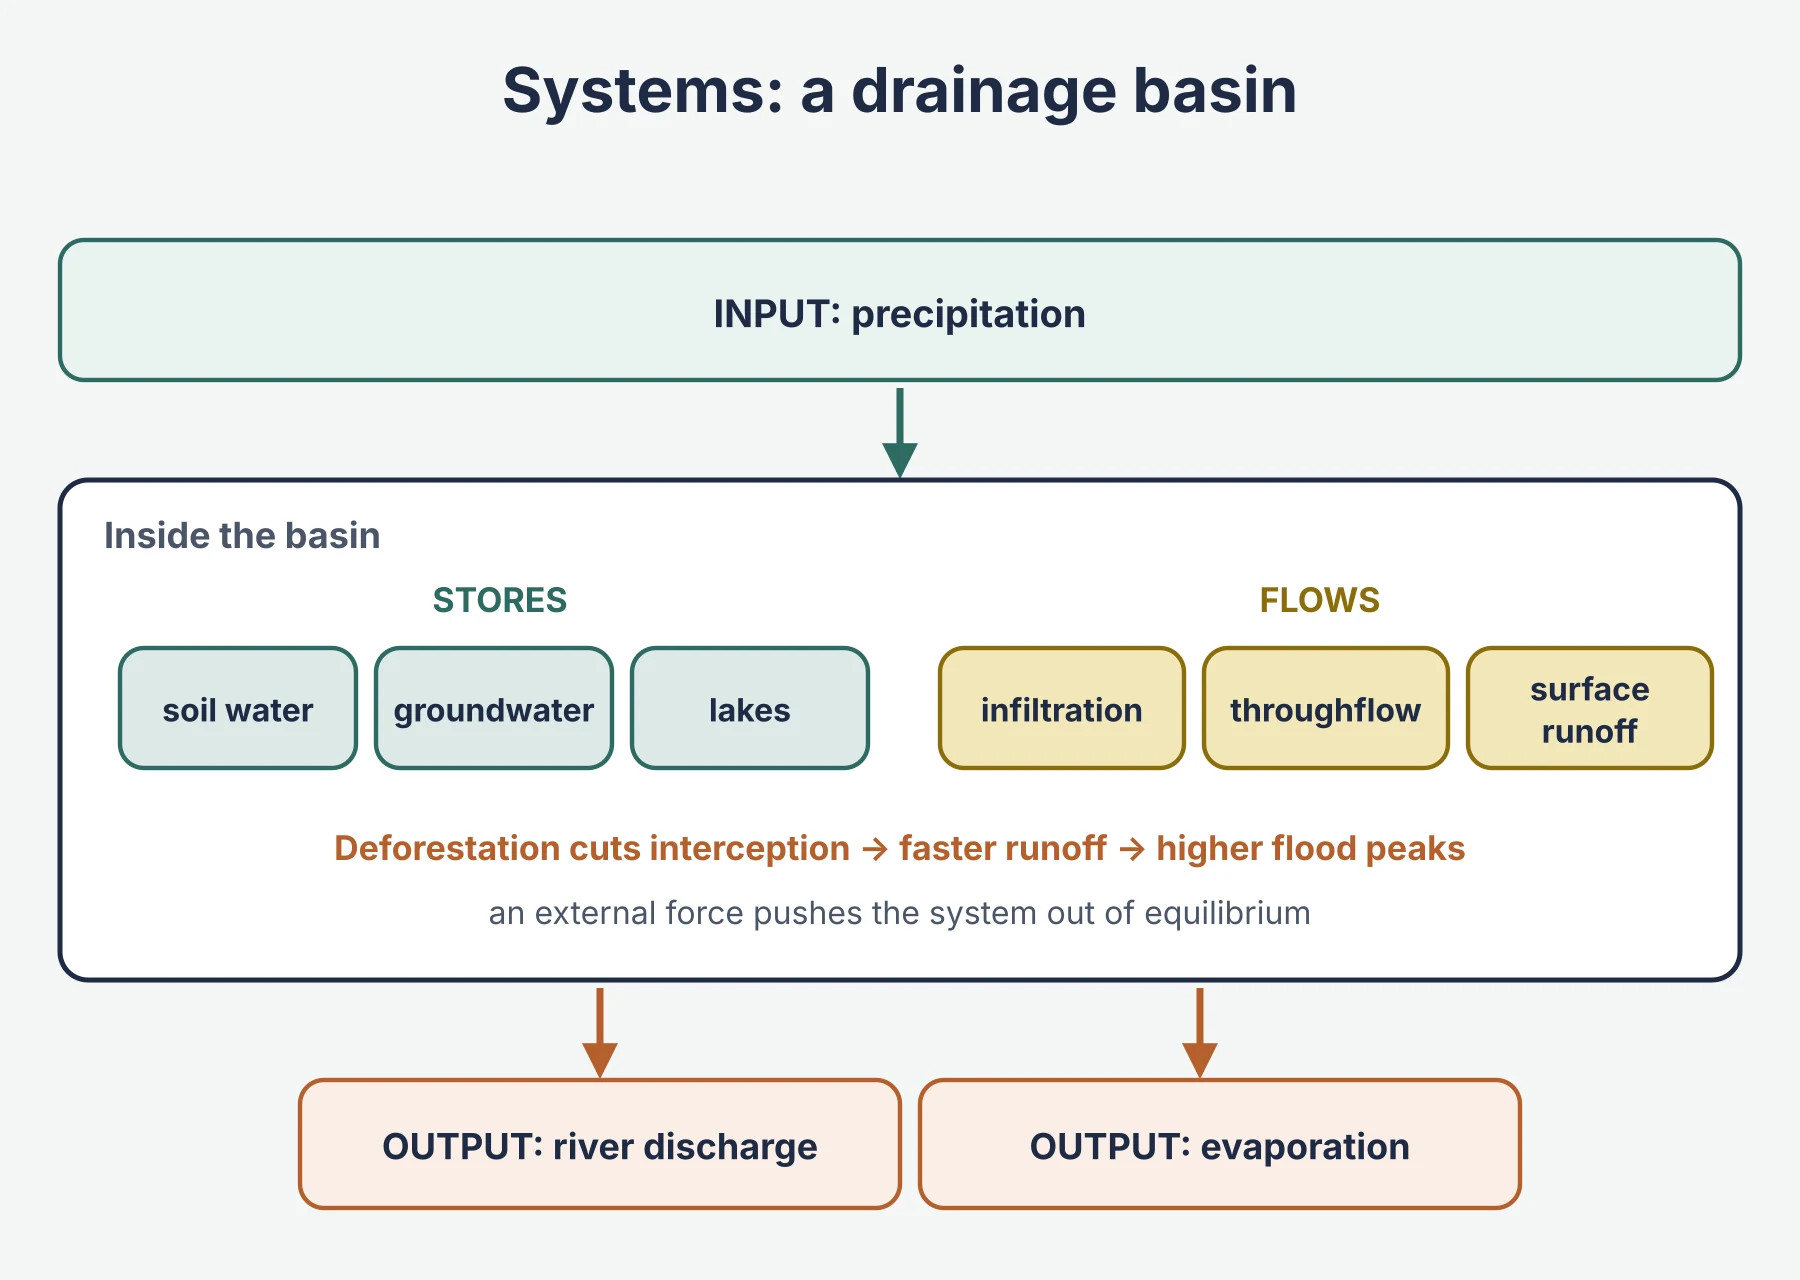 Systems: a drainage basin
INPUT: precipitation
Inside the basin
STORES
FLOWS
soil water
groundwater
lakes
infiltration
throughflow
surface
runoff
Deforestation cuts interception → faster runoff → higher flood peaks
an external force pushes the system out of equilibrium
OUTPUT: river discharge
OUTPUT: evaporation